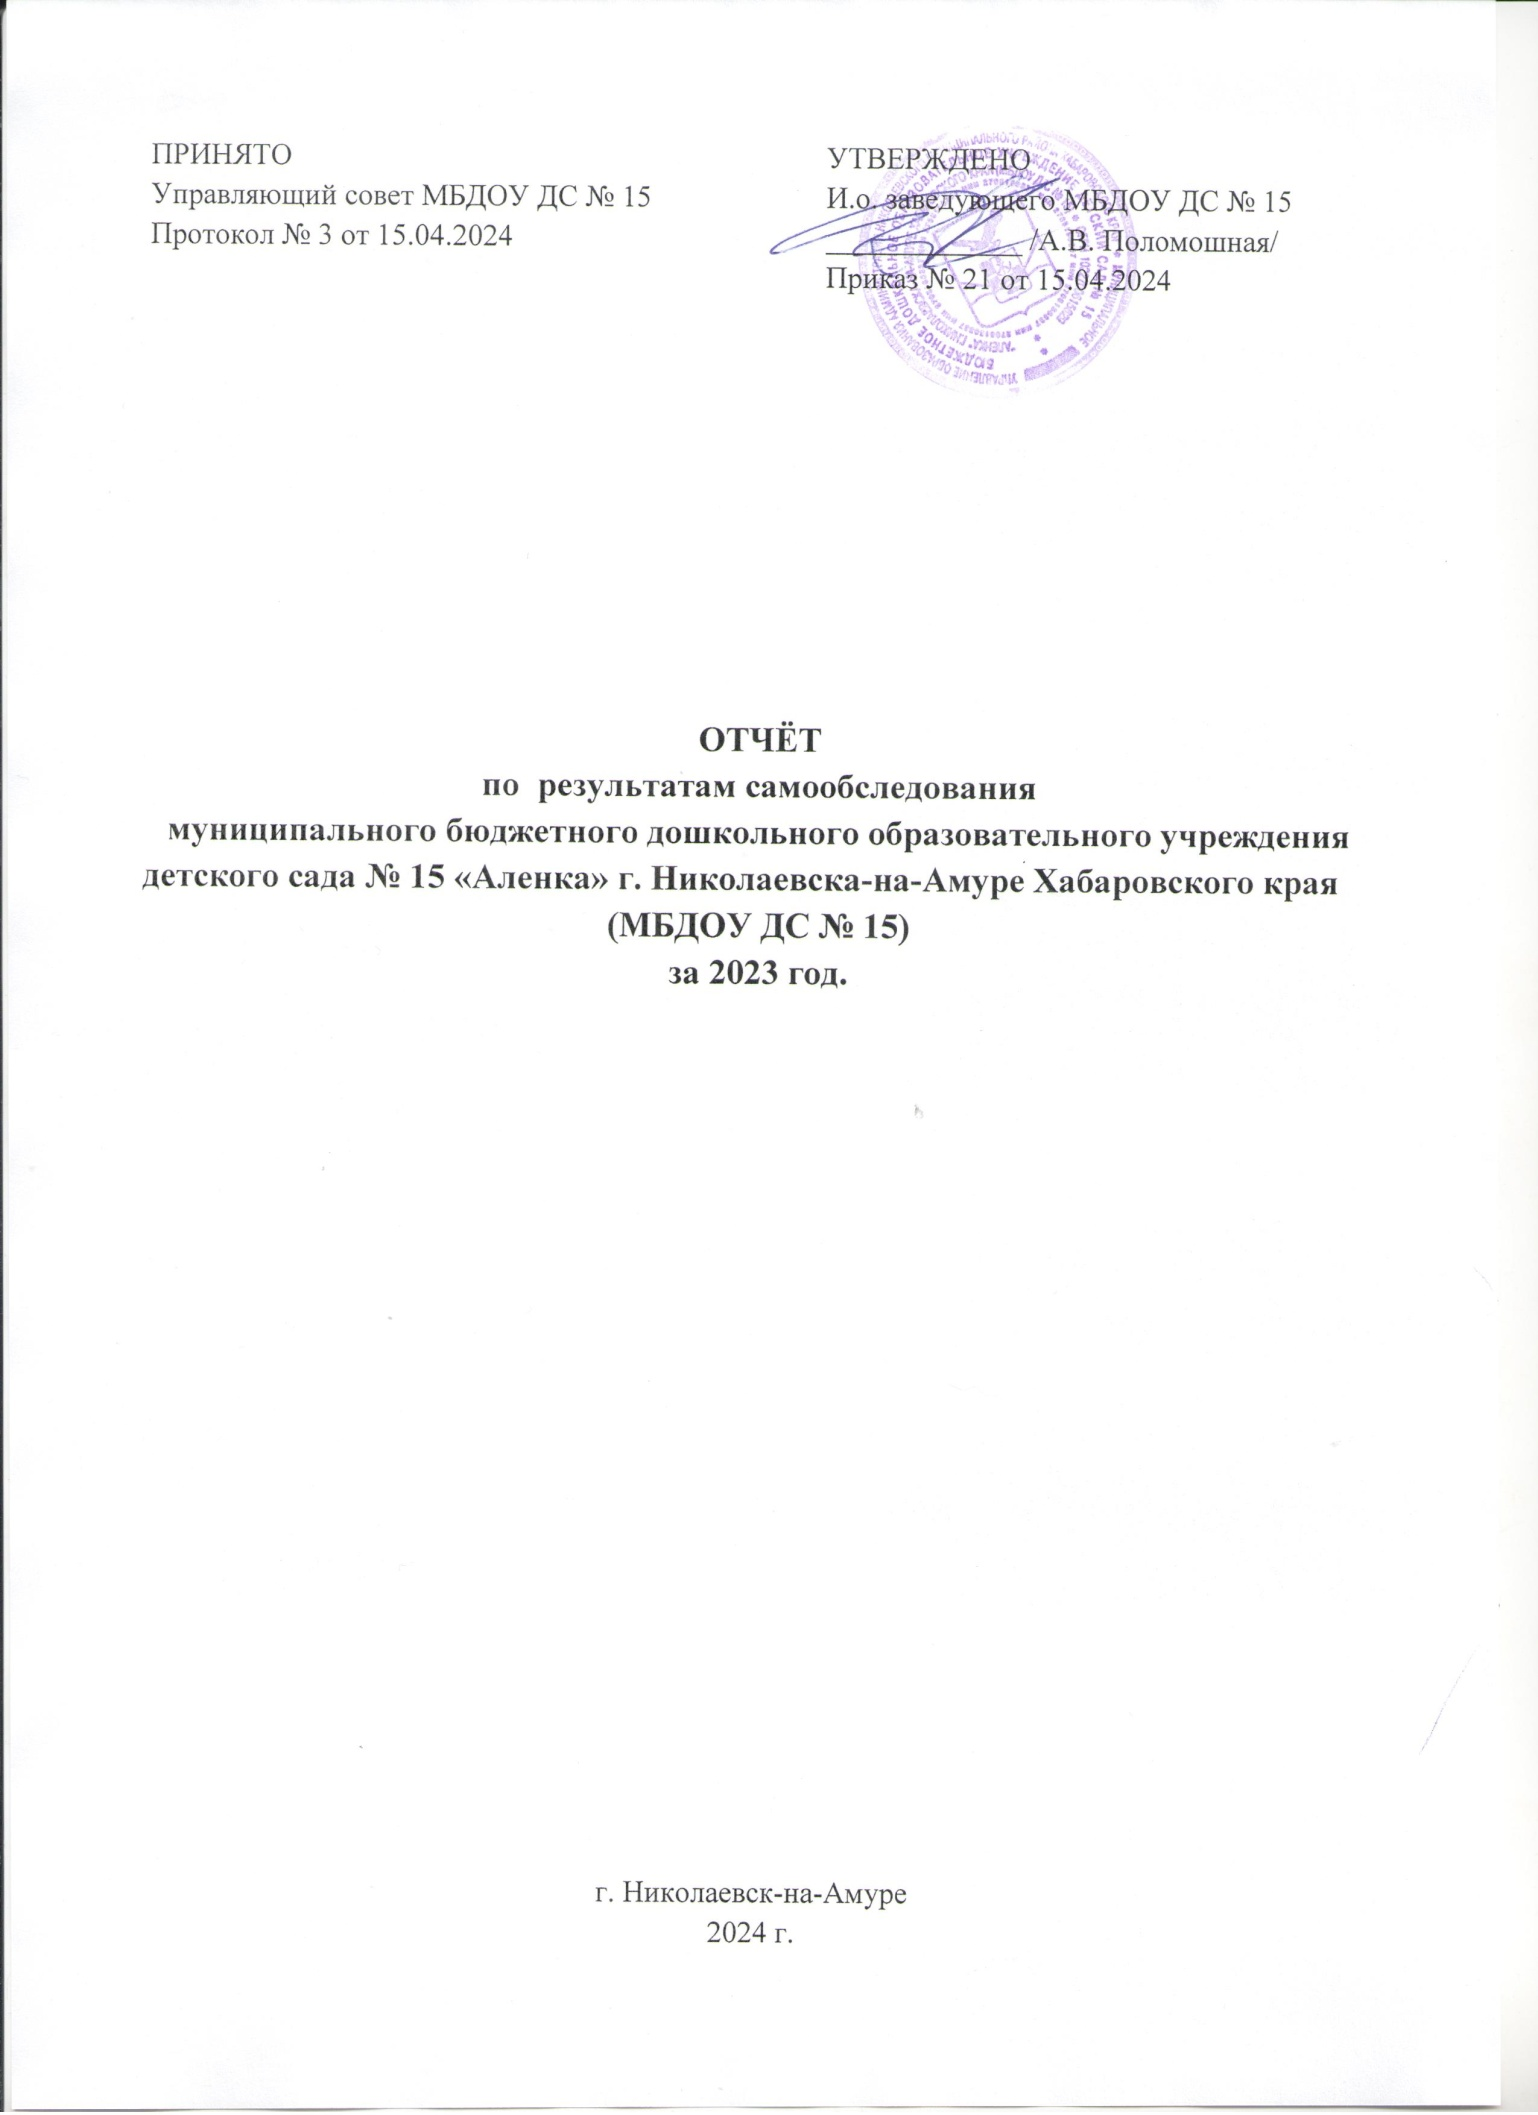 ПРИНЯТО
Управляющий совет МБДОУ ДС № 15
Протокол № 3 от 15.04.2024
УТВЕРЖДЕНО
И.о. заведующего МБДОУ ДС № 15
______________/А.В. Поломошная/
Приказ № 21 от 15.04.2024
ОТЧЁТ
по результатам самообследования
муниципального бюджетного дошкольного образовательного учреждения
детского сада № 15 «Аленка» г. Николаевска-на-Амуре Хабаровского края
(МБДОУ ДС № 15)
за 2023 год.
г. Николаевск-на-Амуре
2024 г.